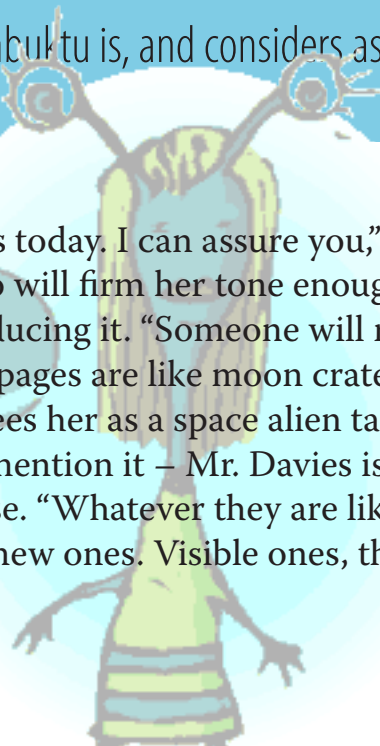 buktu is, and considers as
s today. I can assure you,”
will firm her tone enoug
ducing it. “Someone will
pages are like moon crate
ees her as a space alien ta
mention it – Mr. Davies is
se. “Whatever they are lik
new ones. Visible ones, th